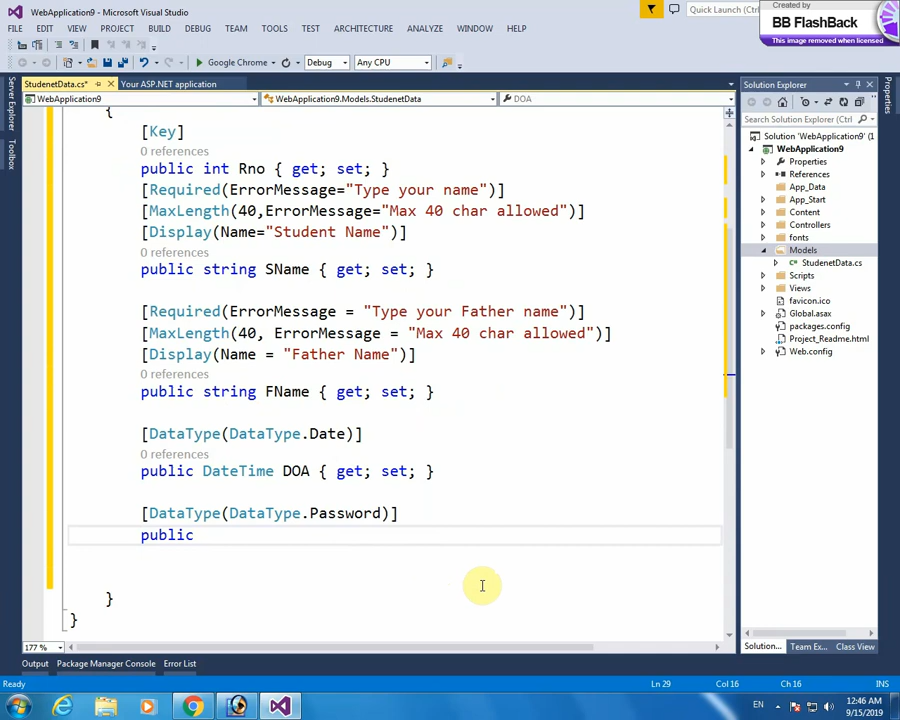 WebApplication9 - Microsoft Visual Studio
Quick Launch (
Created by
BB FlashBack
This image removed when licensed
FILE EDIT VIEW PROJECT BUILD DEBUG TEAM TOOLS TEST ARCHITECTURE ANALYZE WINDOW HELP
Google Chrome Debug Any CPU
StudenetData.cs* Your ASP.NET application
WebApplication9 WebApplication9.Models.StudenetData DOA
Server Explorer
Toolbox
{
[Key]
0 references
public int Rno { get; set; }
[Required(ErrorMessage="Type your name")]
[MaxLength(40,ErrorMessage="Max 40 char allowed")]
[Display(Name="Student Name")]
0 references
public string SName { get; set; }
[Required(ErrorMessage = "Type your Father name")]
[MaxLength(40, ErrorMessage = "Max 40 char allowed")]
[Display(Name = "Father Name")]
0 references
public string FName { get; set; }
[DataType(DataType.Date)]
0 references
public DateTime DOA { get; set; }
[DataType(DataType.Password)]
public
}
}
177 %
Solution Explorer
Search Solution Explorer (Ctrl
Solution 'WebApplication9' (1
WebApplication9
Properties
References
App_Data
App_Start
Content
Controllers
fonts
Models
StudenetData.cs
Scripts
Views
favicon.ico
Global.asax
packages.config
Project_Readme.html
Web.config
Solution... Team Ex... Class View
Properties
Output Package Manager Console Error List
Ready Ln 29 Col 16 Ch 16 INS
EN 12:46 AM
9/15/2019